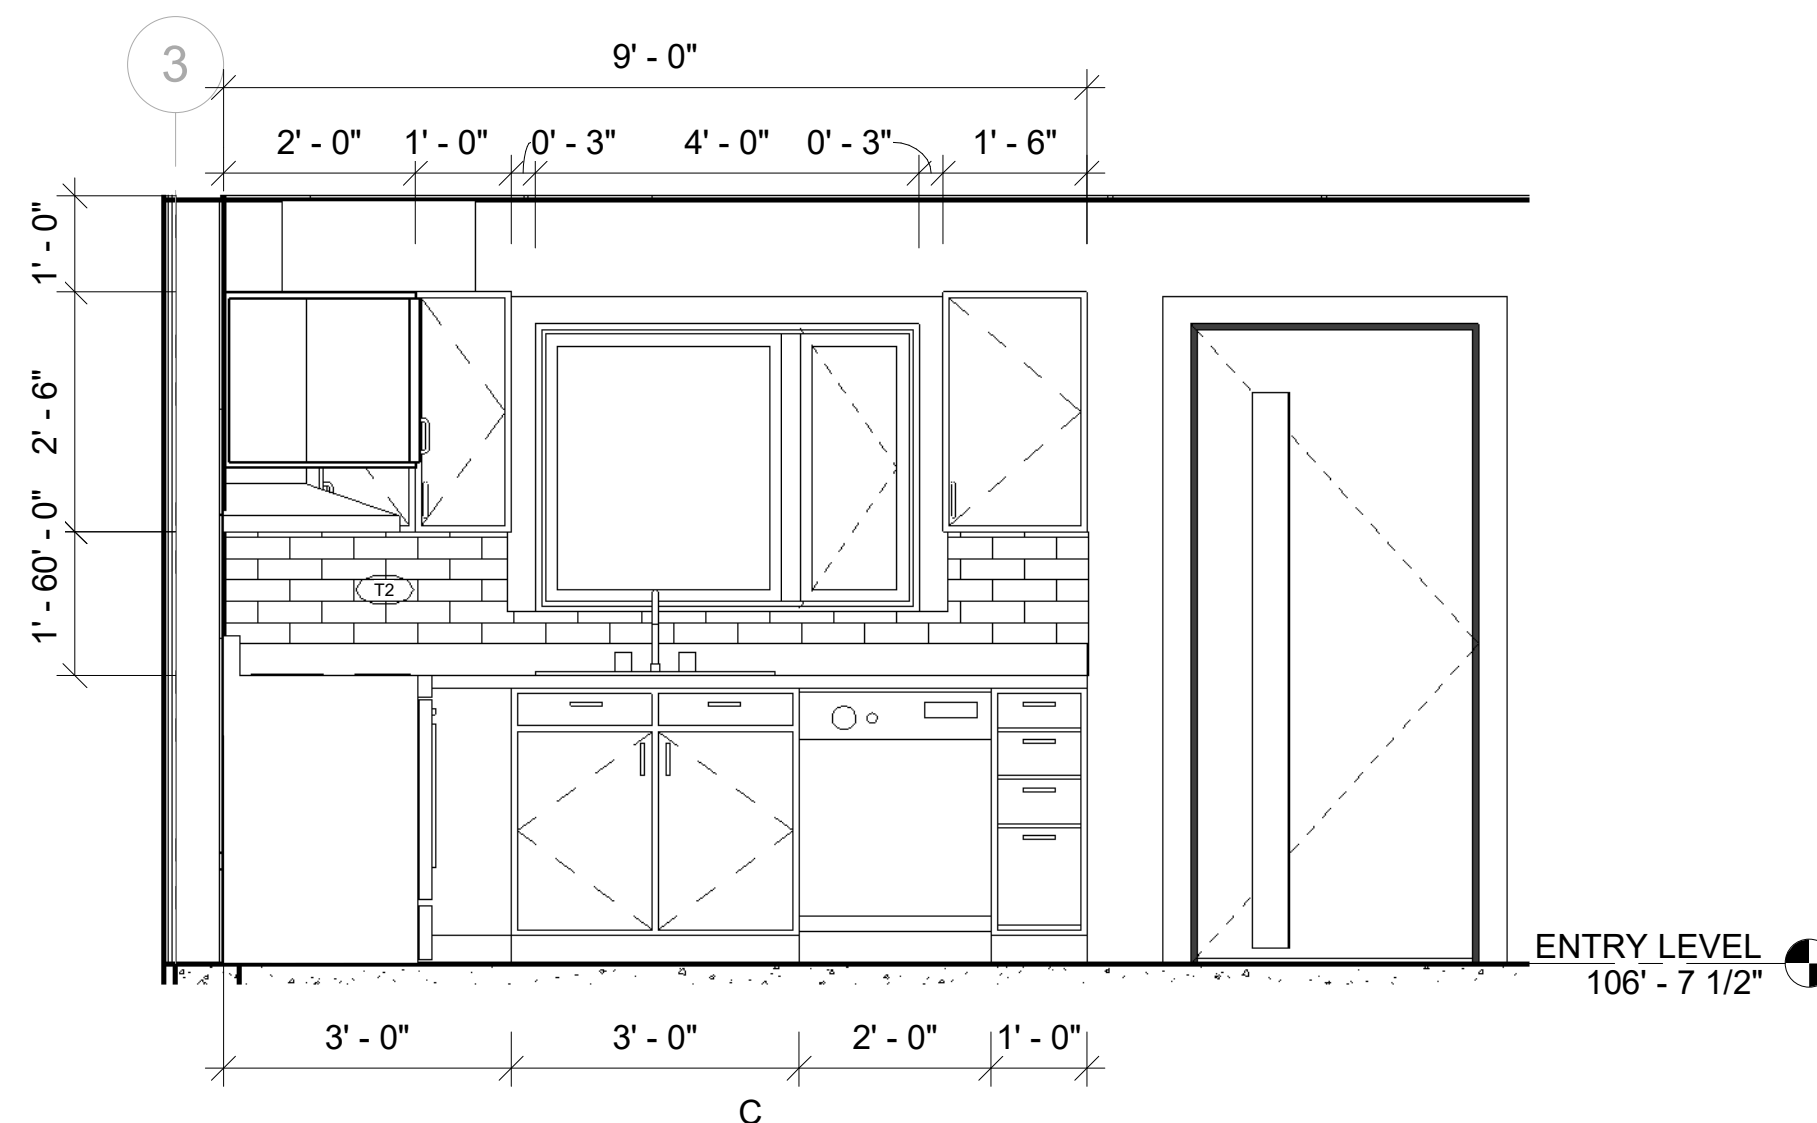 3
9' - 0"
2' - 0" 1' - 0" 0' - 3" 4' - 0" 0' - 3" 1' - 6"
1' - 0"
2' - 6"
1' - 60' - 0"
T2
ENTRY LEVEL
106' - 7 1/2"
3' - 0" 3' - 0" 2' - 0" 1' - 0"
C